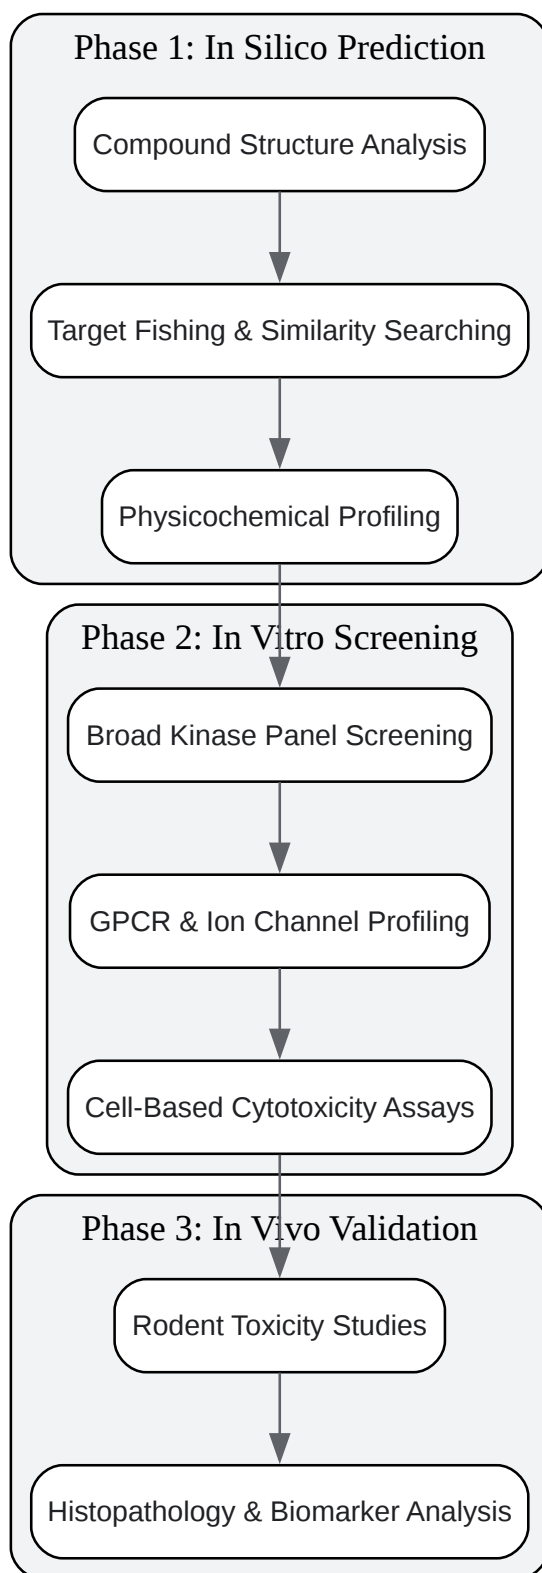 Phase 1: In Silico Prediction
Compound Structure Analysis
Target Fishing & Similarity Searching
Physicochemical Profiling
Phase 2: In Vitro Screening
Broad Kinase Panel Screening
GPCR & Ion Channel Profiling
Cell-Based Cytotoxicity Assays
Phase 3: In Vivo Validation
Rodent Toxicity Studies
Histopathology & Biomarker Analysis